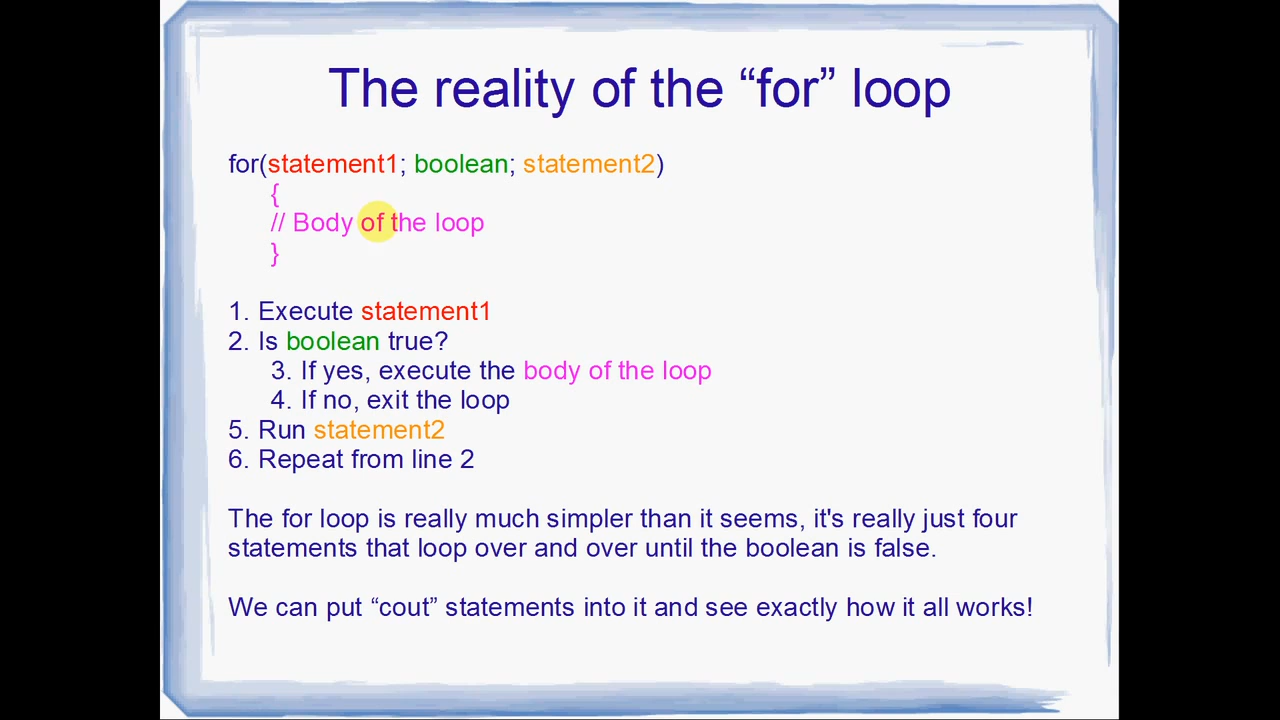 The reality of the “for” loop
for(statement1; boolean; statement2)
{
// Body of the loop
}
1. Execute statement1
2. Is boolean true?
3. If yes, execute the body of the loop
4. If no, exit the loop
5. Run statement2
6. Repeat from line 2
The for loop is really much simpler than it seems, it's really just four
statements that loop over and over until the boolean is false.
We can put “cout” statements into it and see exactly how it all works!